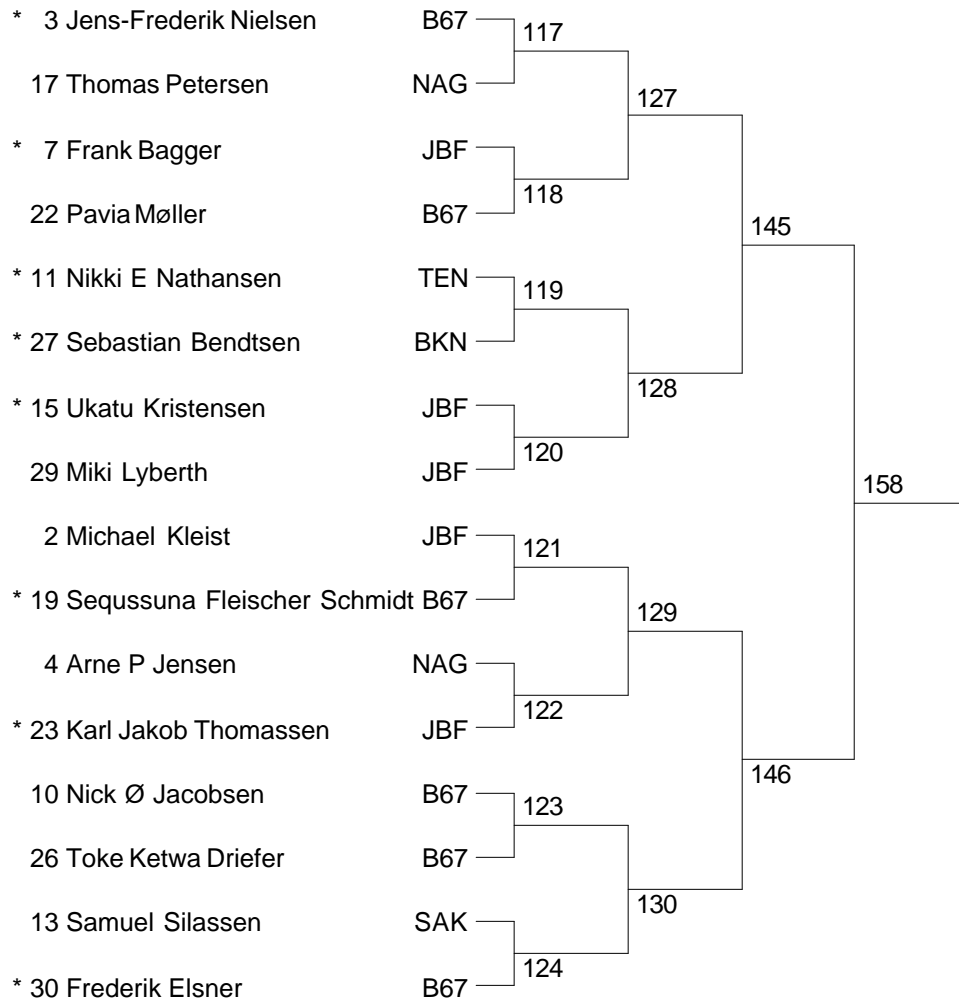 * 3 Jens-Frederik Nielsen B67
117
17 Thomas Petersen NAG
127
* 7 Frank Bagger JBF
118
22 Pavia Møller B67
145
* 11 Nikki E Nathansen TEN
119
* 27 Sebastian Bendtsen BKN
128
* 15 Ukatu Kristensen JBF
120
29 Miki Lyberth JBF
158
2 Michael Kleist JBF
121
* 19 Sequssuna Fleischer Schmidt B67
129
4 Arne P Jensen NAG
122
* 23 Karl Jakob Thomassen JBF
146
10 Nick Ø Jacobsen B67
123
26 Toke Ketwa Driefer B67
130
13 Samuel Silassen SAK
124
* 30 Frederik Elsner B67